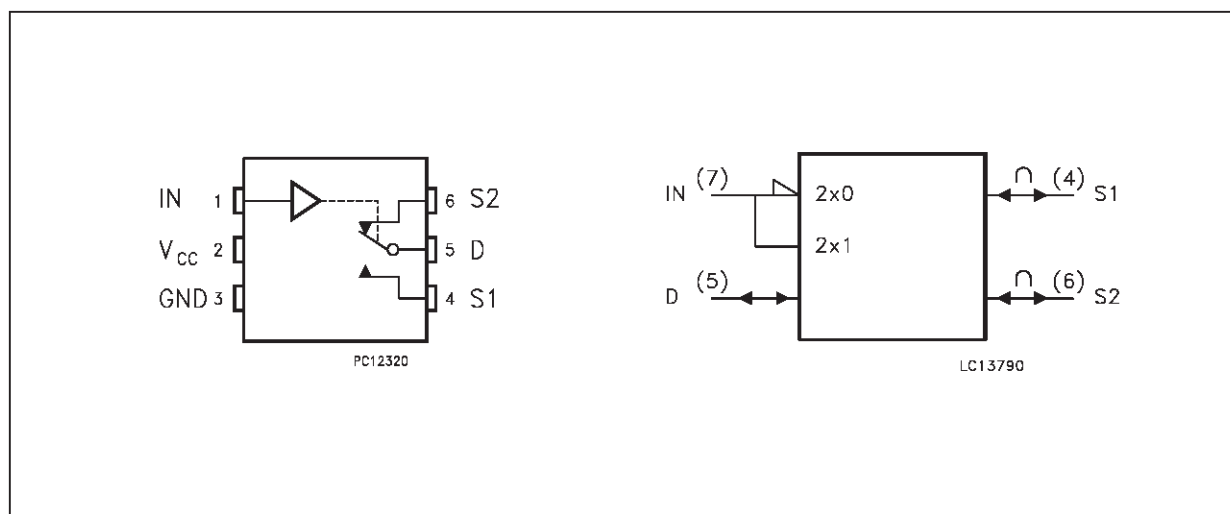 IN 1
VCC 2
GND 3
6 S2
5 D
4 S1
PC12320
IN (7)
2x0
2x1
D (5)
(4) S1
(6) S2
LC13790